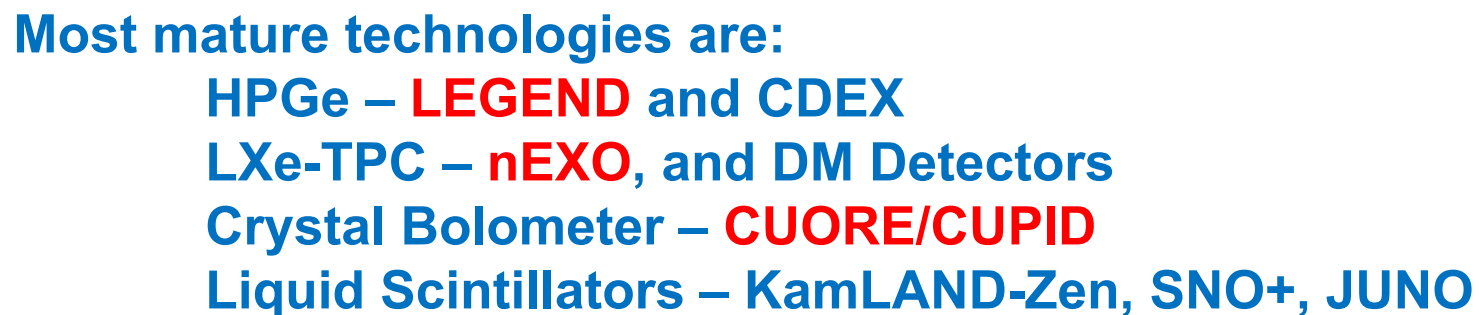 Most mature technologies are:
HPGe – LEGEND and CDEX
LXe-TPC – nEXO, and DM Detectors
Crystal Bolometer – CUORE/CUPID
Liquid Scintillators – KamLAND-Zen, SNO+, JUNO